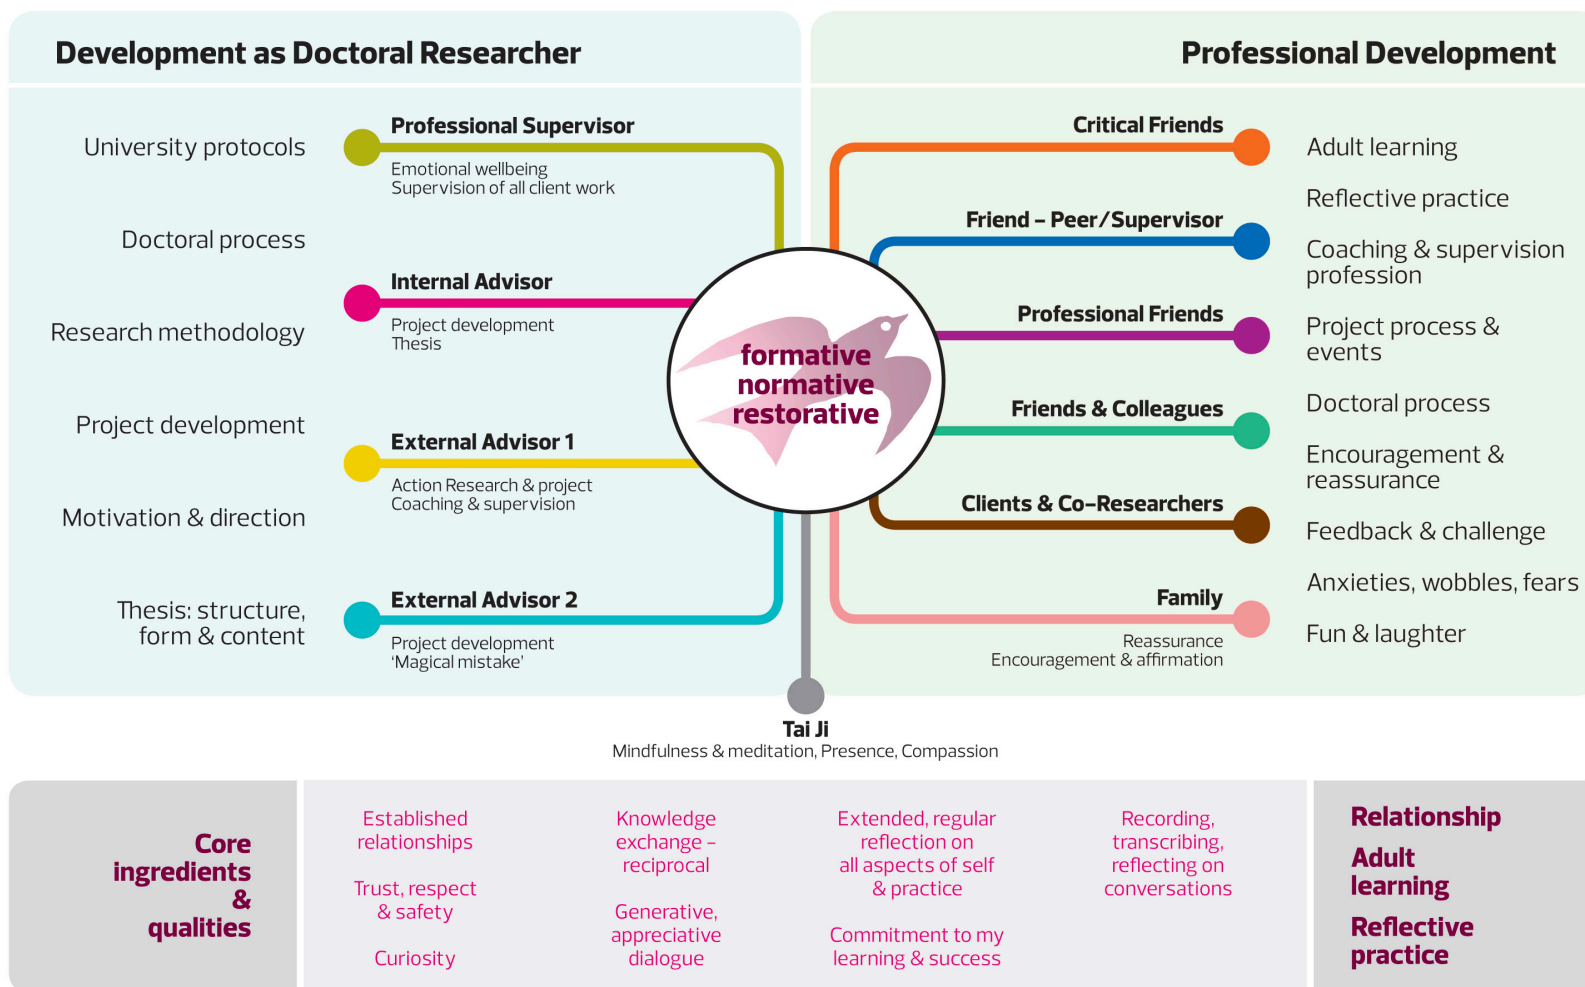 Development as Doctoral Researcher
Professional Development
University protocols
Doctoral process
Research methodology
Project development
Motivation & direction
Thesis: structure,
form & content
Professional Supervisor
Emotional wellbeing
Supervision of all client work
Internal Advisor
Project development
Thesis
External Advisor 1
Action Research & project
Coaching & supervision
External Advisor 2
Project development
‘Magical mistake’
formative
normative
restorative
Critical Friends
Friend – Peer/Supervisor
Professional Friends
Friends & Colleagues
Clients & Co-Researchers
Family
Reassurance
Encouragement & affirmation
Adult learning
Reflective practice
Coaching & supervision
profession
Project process &
events
Doctoral process
Encouragement &
reassurance
Feedback & challenge
Anxieties, wobbles, fears
Fun & laughter
Tai Ji
Mindfulness & meditation, Presence, Compassion
Core
ingredients
&
qualities
Established
relationships
Trust, respect
& safety
Curiosity
Knowledge
exchange –
reciprocal
Generative,
appreciative
dialogue
Extended, regular
reflection on
all aspects of self
& practice
Commitment to my
learning & success
Recording,
transcribing,
reflecting on
conversations
Relationship
Adult
learning
Reflective
practice